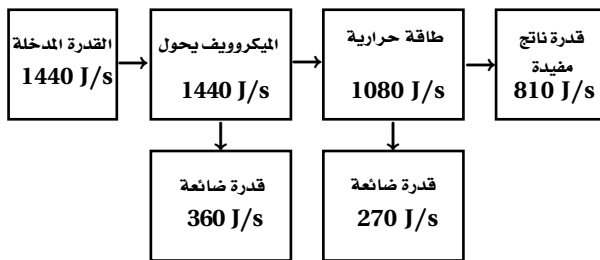 القدرة المدخلة
1440 J/s
الميكروويف يحول
1440 J/s
طاقة حرارية
1080 J/s
قدرة ناتج
مفيدة
810 J/s
قدرة ضائعة
360 J/s
قدرة ضائعة
270 J/s